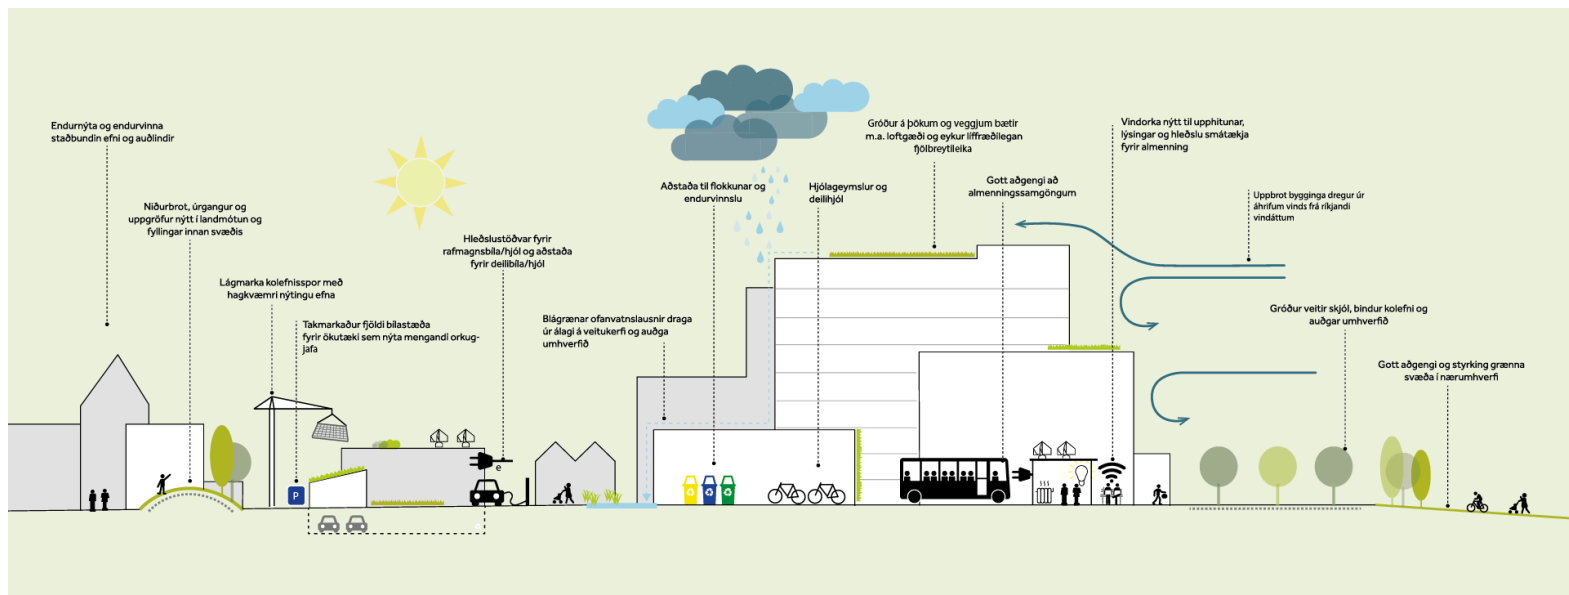 Endurnýta og endurvinna
staðbundin efni og auðlindir
Niðurbrot, úrgangur og
uppgröfur nýtt í landmótun og
fyllingar innan svæðis
Lágmarka kolefnisspor með
hagkvæmri nýtingu efna
Takmarkaður fjöldi bílastæða
fyrir ökutæki sem nýta mengandi orkug-
jafa
Hleðslustöðvar fyrir
rafmagnsbíla/hjól og aðstaða
fyrir deilibíla/hjól
Blágrænar ofanvatnslausnir draga
úr álagi á veitukerfi og auðga
umhverfið
Aðstaða til flokkunar og
endurvinnslu
Hjólageymslur og
deilihjól
Gróður á þökum og veggjum bætir
m.a. loftgæði og eykur líffræðilegan
fjölbreytileika
Gott aðgengi að
almenningssamgöngum
Vindorka nýtt til upphitunar,
lýsingar og hleðslu smátækja
fyrir almenning
Uppbrot bygginga dregur úr
áhrifum vinds frá ríkjandi
vindáttum
Gróður veitir skjól, bindur kolefni og
auðgar umhverfið
Gott aðgengi og styrking grænna
svæða í nærumhverfi
P
e